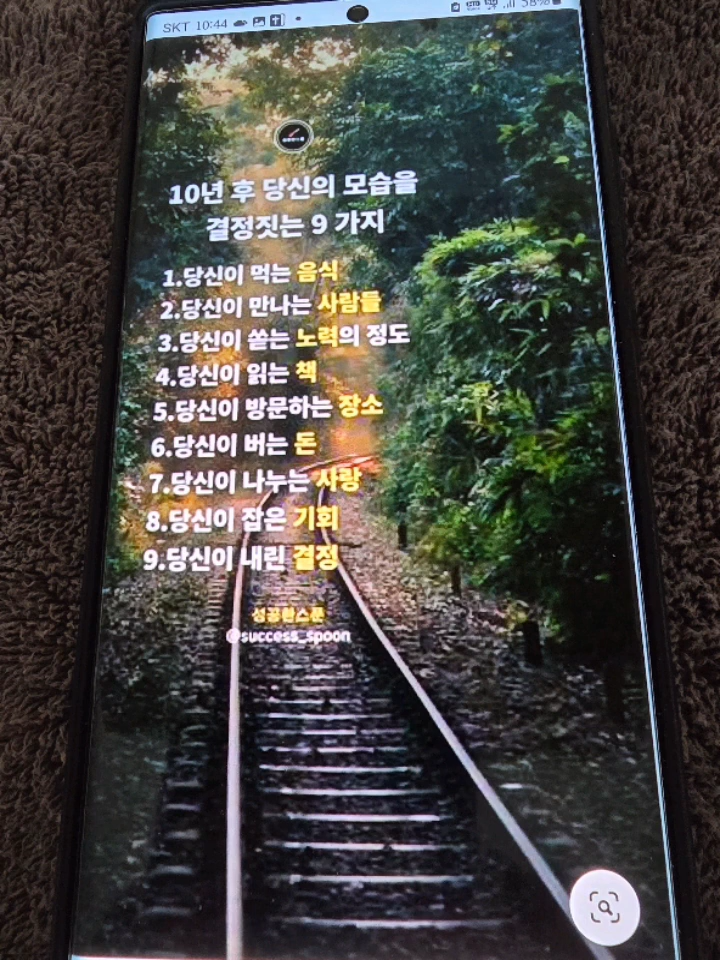 SKT 10:44
58%
10년 후 당신의 모습을
결정짓는 9 가지
1.당신이 먹는 음식
2.당신이 만나는 사람들
3.당신이 쏟는 노력의 정도
4.당신이 읽는 책
5.당신이 방문하는 장소
6.당신이 버는 돈
7.당신이 나누는 사랑
8.당신이 잡은 기회
9.당신이 내린 결정
성공한스푼
@success_spoon